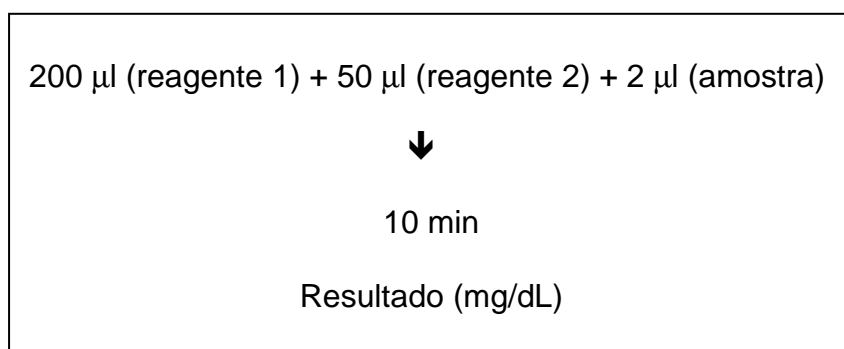 200 μl (reagente 1) + 50 μl (reagente 2) + 2 μl (amostra)
10 min
Resultado (mg/dL)